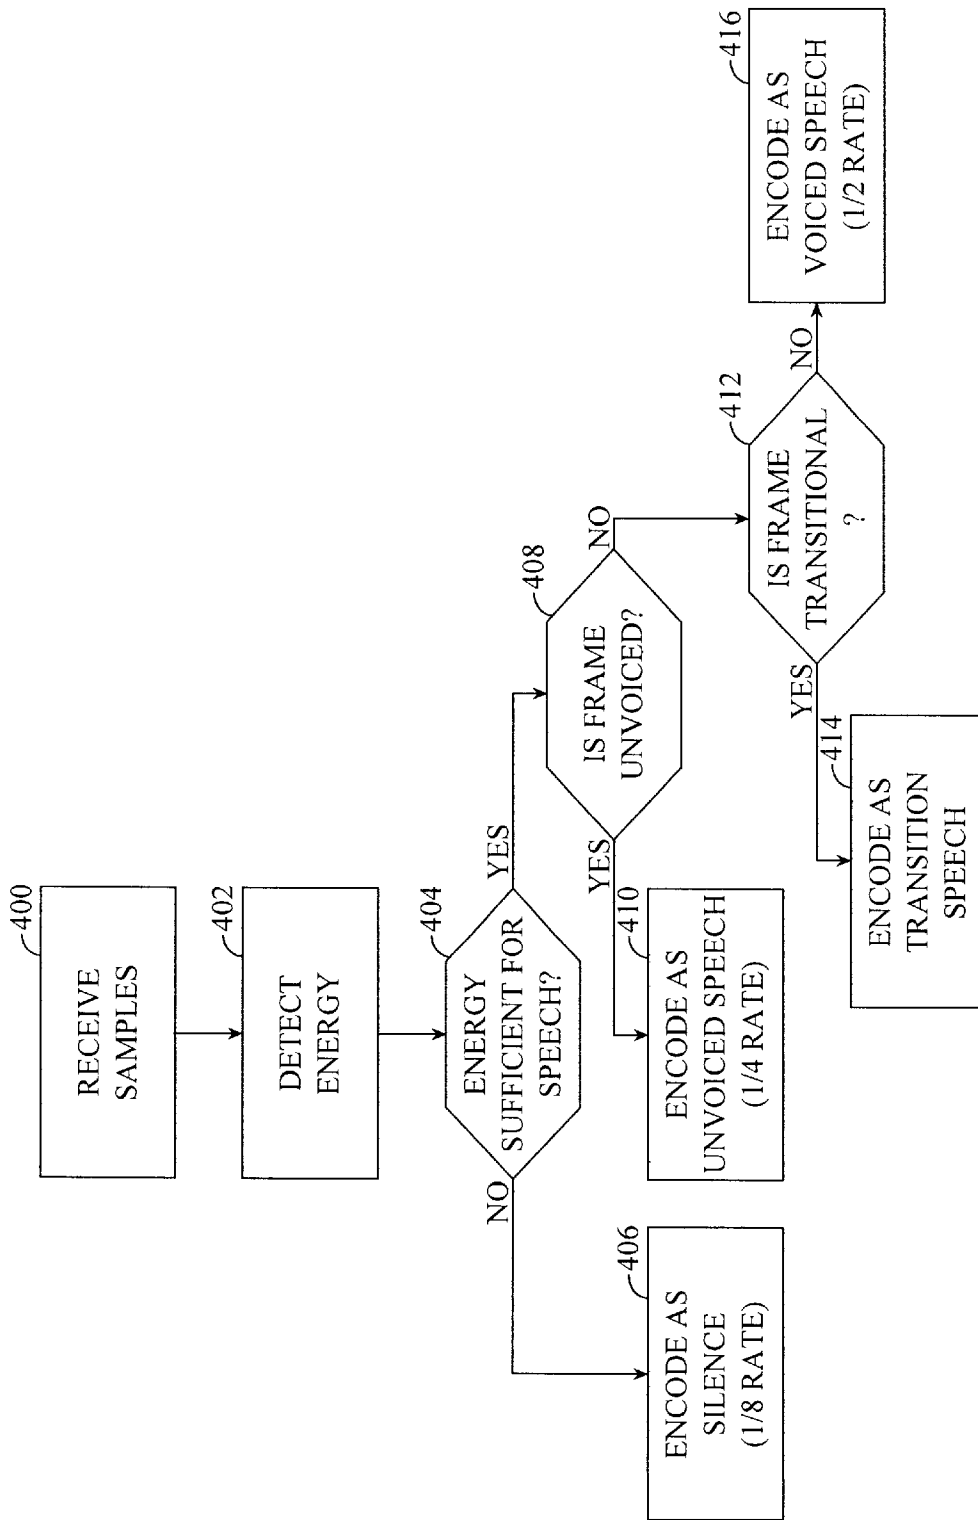 400
RECEIVE
SAMPLES
402
DETECT
ENERGY
404
ENERGY
SUFFICIENT FOR
SPEECH?
NO
YES
406
ENCODE AS
SILENCE
(1/8 RATE)
408
IS FRAME
UNVOICED?
YES
NO
410
ENCODE AS
UNVOICED SPEECH
(1/4 RATE)
412
IS FRAME
TRANSITIONAL
?
YES
NO
414
ENCODE AS
TRANSITION
SPEECH
416
ENCODE AS
VOICED SPEECH
(1/2 RATE)